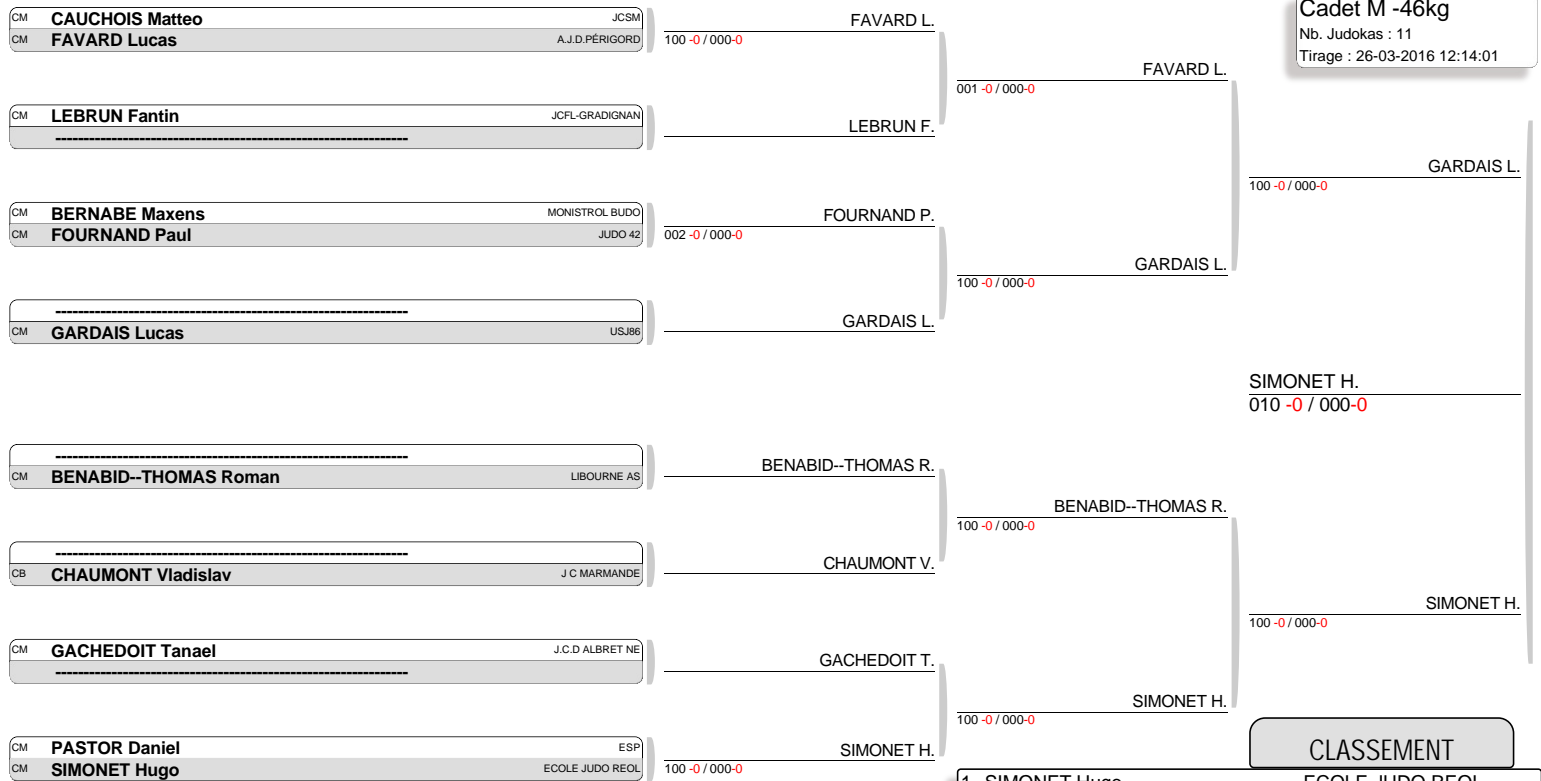 Cadet M -46kg
Nb. Judokas : 11
Tirage : 26-03-2016 12:14:01
CM CAUCHOIS Matteo JCSM
CM FAVARD Lucas A.J.D.PÉRIGORD
CM LEBRUN Fantin JCFL-GRADIGNAN
--------------------------------------------------------------------
CM BERNABE Maxens MONISTROL BUDO
CM FOURNAND Paul JUDO 42
--------------------------------------------------------------------
CM GARDAIS Lucas USJ86
--------------------------------------------------------------------
CM BENABID--THOMAS Roman LIBOURNE AS
--------------------------------------------------------------------
CB CHAUMONT Vladislav J C MARMANDE
CM GACHEDOIT Tanael J.C.D ALBRET NE
--------------------------------------------------------------------
CM PASTOR Daniel ESP
CM SIMONET Hugo ECOLE JUDO REOL
FAVARD L.
100 -0 / 000-0
LEBRUN F.
FOURNAND P.
002 -0 / 000-0
GARDAIS L.
BENABID--THOMAS R.
CHAUMONT V.
GACHEDOIT T.
SIMONET H.
100 -0 / 000-0
FAVARD L.
001 -0 / 000-0
GARDAIS L.
100 -0 / 000-0
BENABID--THOMAS R.
100 -0 / 000-0
SIMONET H.
100 -0 / 000-0
GARDAIS L.
100 -0 / 000-0
SIMONET H.
010 -0 / 000-0
SIMONET H.
100 -0 / 000-0
CLASSEMENT
1 SIMONET Hugo ECOLE JUDO REOL